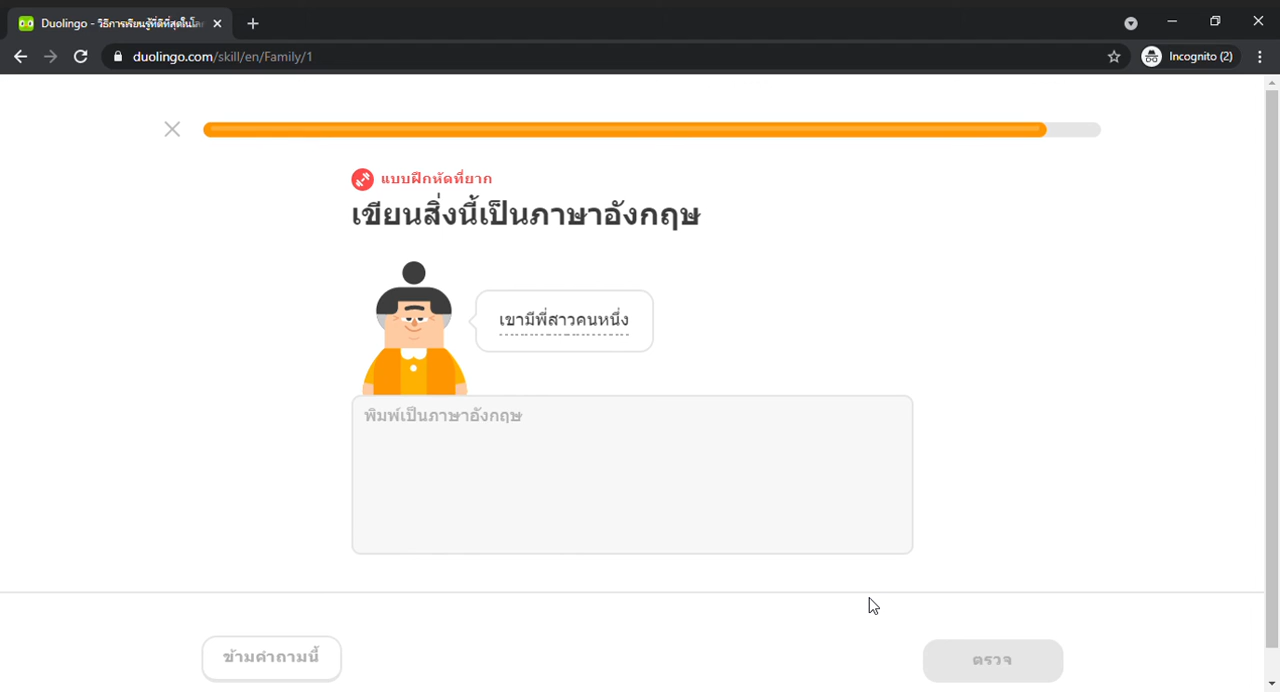 Duolingo - วิธีการเรียนรู้ที่ดีที่สุดในโล
duolingo.com/skill/en/Family/1
Incognito (2)
แบบฝึกหัดที่ยาก
เขียนสิ่งนี้เป็นภาษาอังกฤษ
เขามีพี่สาวคนหนึ่ง
พิมพ์เป็นภาษาอังกฤษ
ข้ามคำถามนี้
ตรวจ